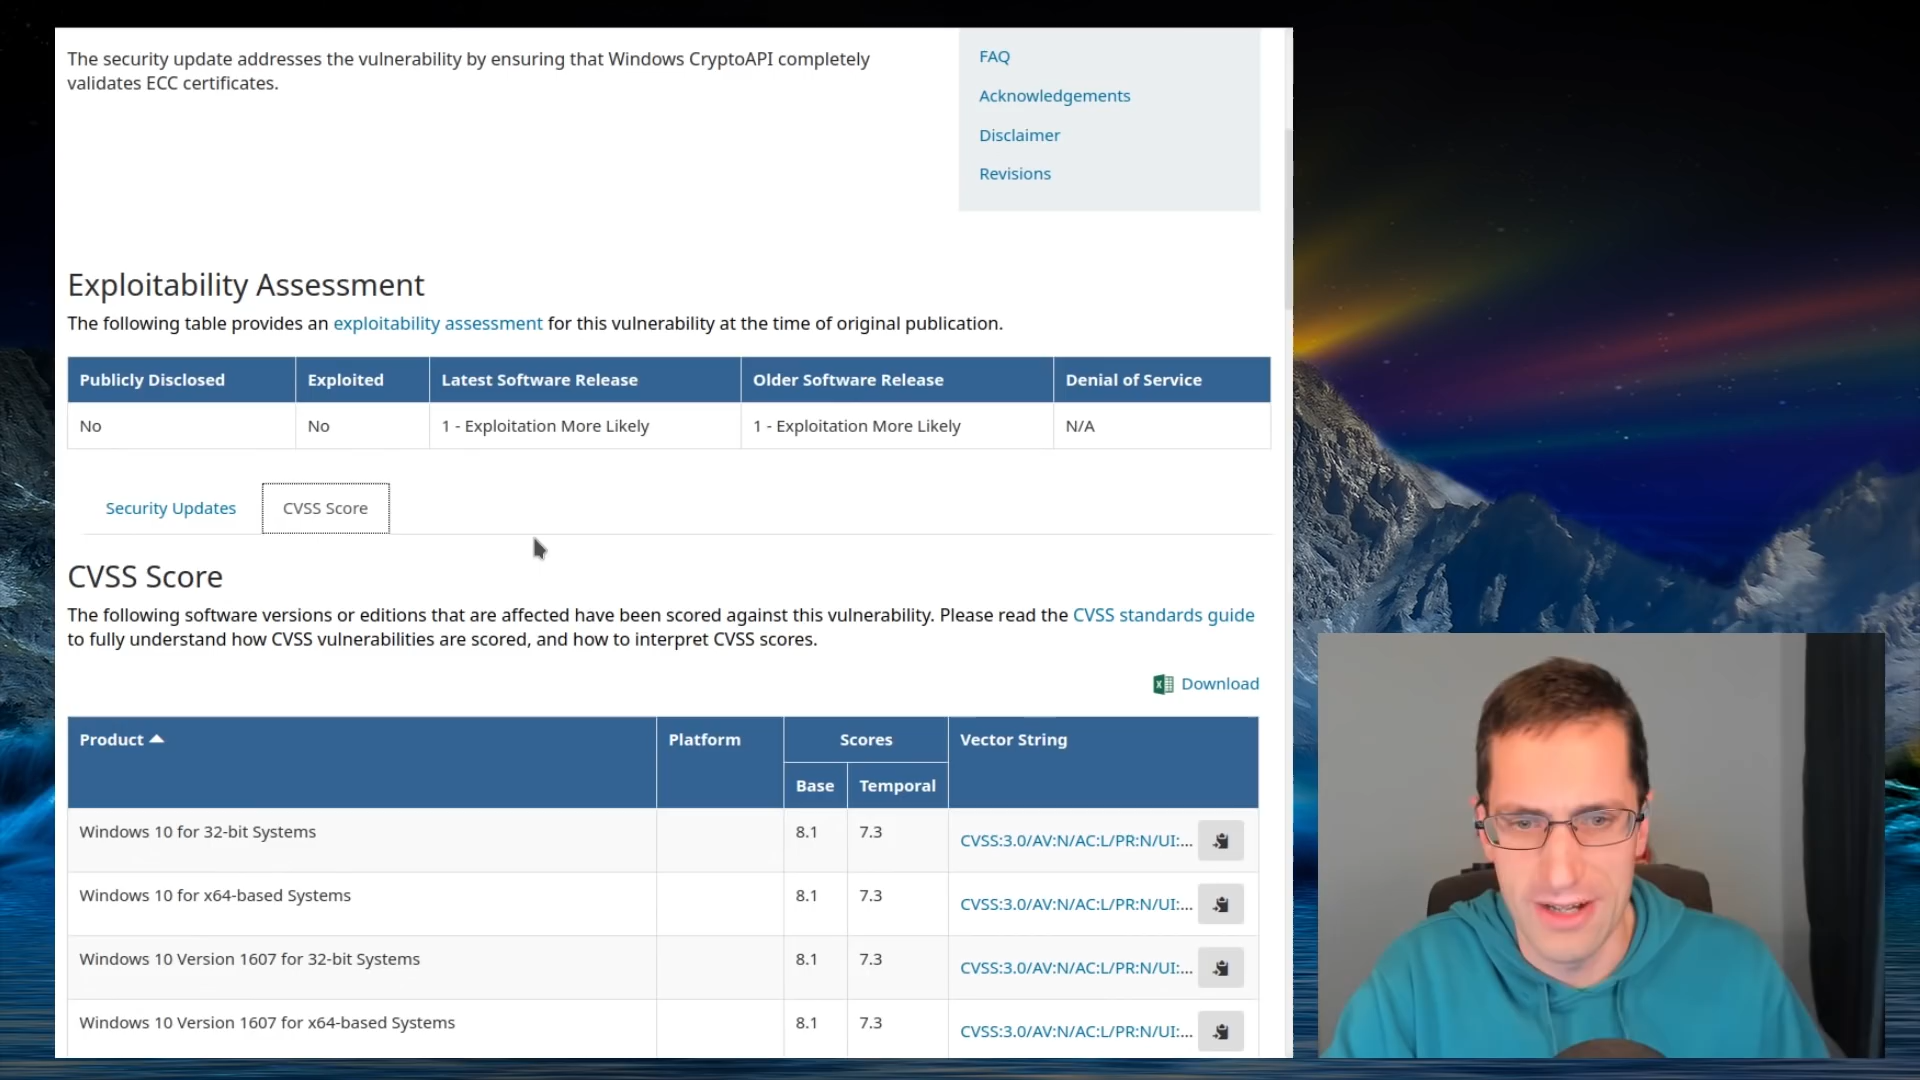 The security update addresses the vulnerability by ensuring that Windows CryptoAPI completely
validates ECC certificates.
FAQ
Acknowledgements
Disclaimer
Revisions
Exploitability Assessment
The following table provides an exploitability assessment for this vulnerability at the time of original publication.
Publicly Disclosed Exploited Latest Software Release Older Software Release Denial of Service
No No 1 - Exploitation More Likely 1 - Exploitation More Likely N/A
Security Updates CVSS Score
CVSS Score
The following software versions or editions that are affected have been scored against this vulnerability. Please read the CVSS standards guide
to fully understand how CVSS vulnerabilities are scored, and how to interpret CVSS scores.
Download
Product Platform Scores Vector String
Base Temporal
Windows 10 for 32-bit Systems 8.1 7.3 CVSS:3.0/AV:N/AC:L/PR:N/UI:...
Windows 10 for x64-based Systems 8.1 7.3 CVSS:3.0/AV:N/AC:L/PR:N/UI:...
Windows 10 Version 1607 for 32-bit Systems 8.1 7.3 CVSS:3.0/AV:N/AC:L/PR:N/UI:...
Windows 10 Version 1607 for x64-based Systems 8.1 7.3 CVSS:3.0/AV:N/AC:L/PR:N/UI:...